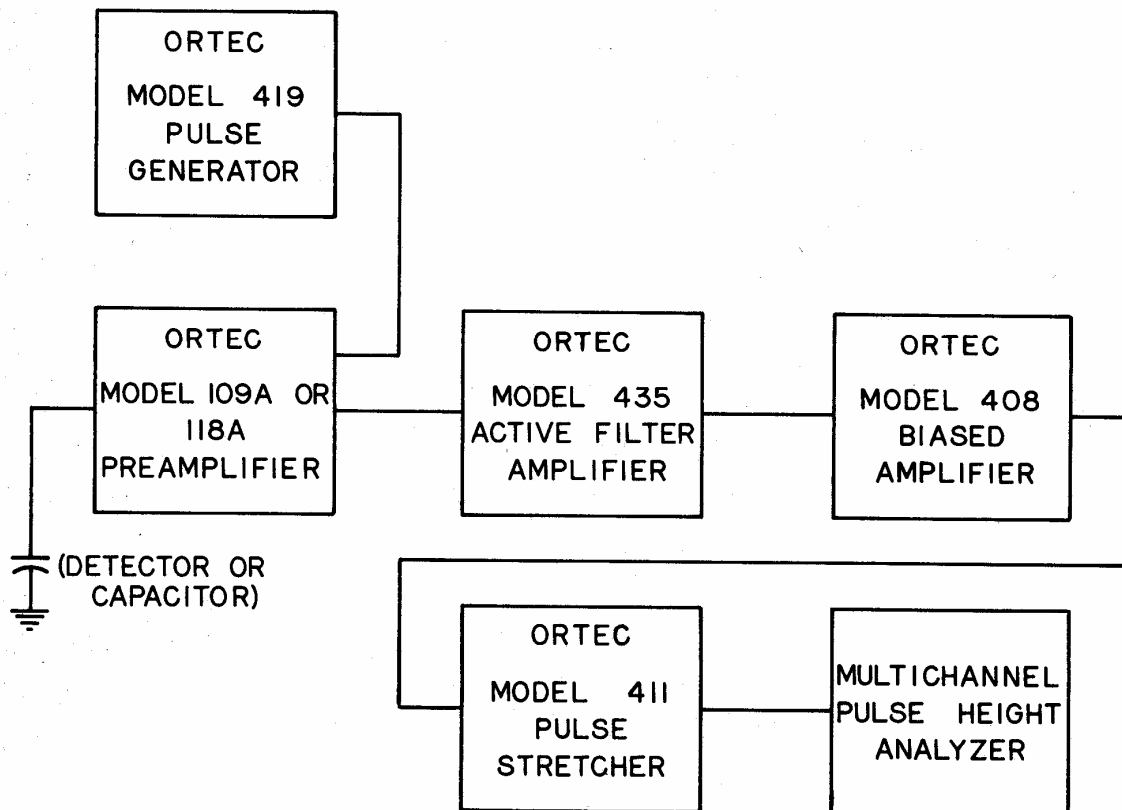 ORTEC
MODEL 419
PULSE
GENERATOR
ORTEC
MODEL 109A OR
118A
PREAMPLIFIER
ORTEC
MODEL 435
ACTIVE FILTER
AMPLIFIER
ORTEC
MODEL 408
BIASED
AMPLIFIER
(DETECTOR OR
CAPACITOR)
ORTEC
MODEL 411
PULSE
STRETCHER
MULTICHANNEL
PULSE HEIGHT
ANALYZER